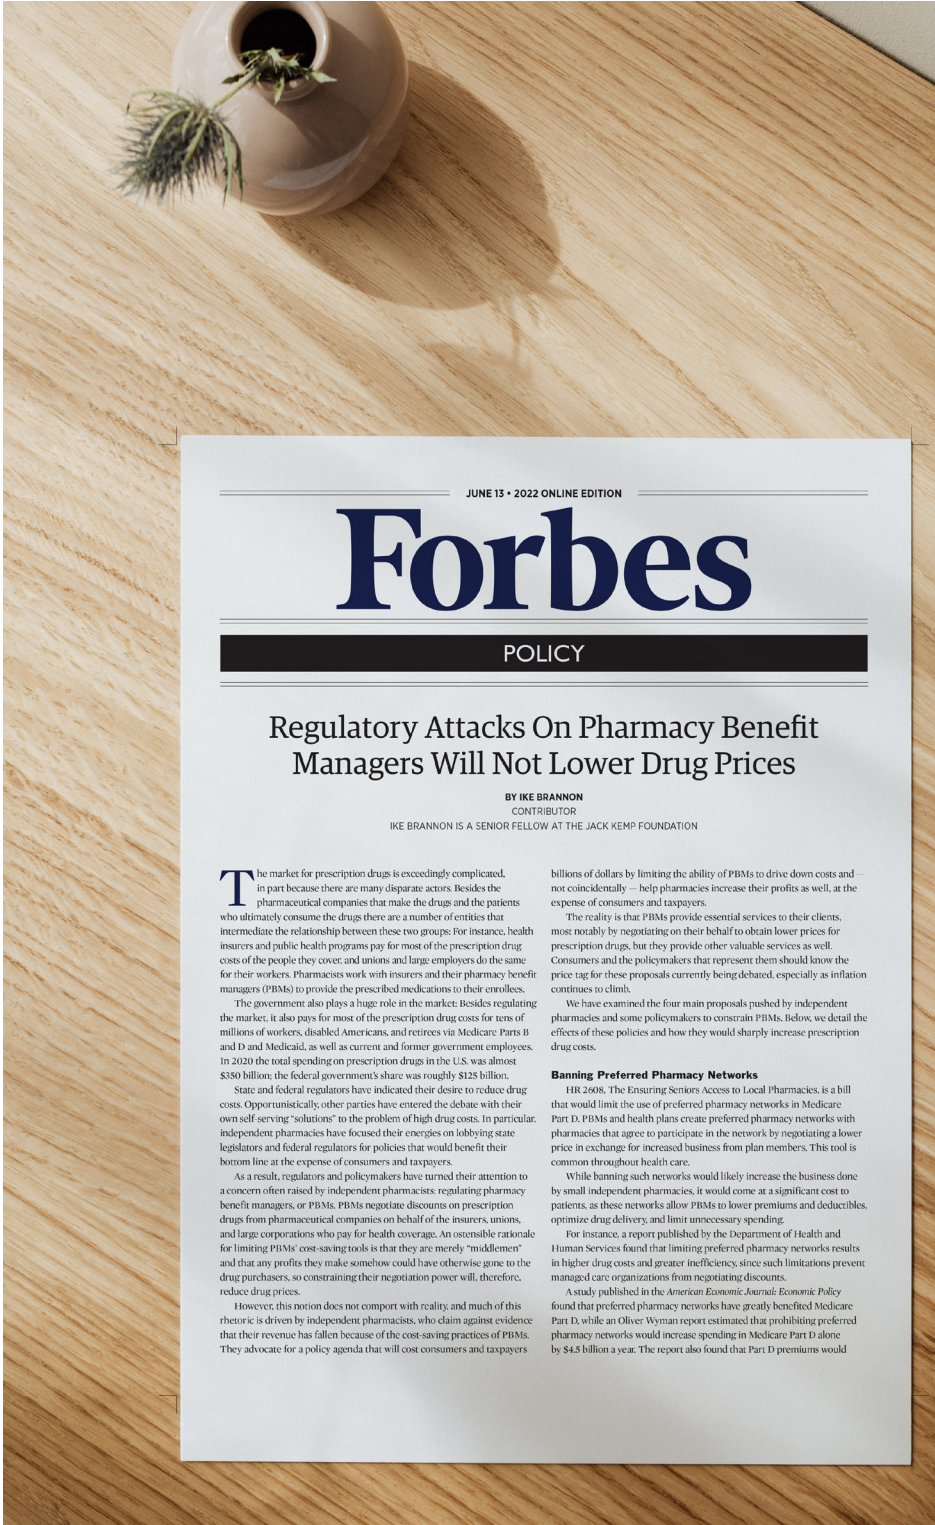 JUNE 13 • 2022 ONLINE EDITION
Forbes
POLICY
Regulatory Attacks On Pharmacy Benefit
Managers Will Not Lower Drug Prices
BY IKE BRANNON
CONTRIBUTOR
IKE BRANNON IS A SENIOR FELLOW AT THE JACK KEMP FOUNDATION
The market for prescription drugs is exceedingly complicated,
in part because there are many disparate actors. Besides the
pharmaceutical companies that make the drugs and the patients
who ultimately consume the drugs there are a number of entities that
intermediate the relationship between these two groups: For instance, health
insurers and public health programs pay for most of the prescription drug
costs of the people they cover, and unions and large employers do the same
for their workers. Pharmacists work with insurers and their pharmacy benefit
managers (PBMs) to provide the prescribed medications to their enrollees.
The government also plays a huge role in the market: Besides regulating
the market, it also pays for most of the prescription drug costs for tens of
millions of workers, disabled Americans, and retirees via Medicare Parts B
and D and Medicaid, as well as current and former government employees.
In 2020 the total spending on prescription drugs in the U.S. was almost
$350 billion; the federal government's share was roughly $125 billion.
State and federal regulators have indicated their desire to reduce drug
costs. Opportunistically, other parties have entered the debate with their
own self-serving "solutions" to the problem of high drug costs. In particular,
independent pharmacies have focused their energies on lobbying state
legislators and federal regulators for policies that would benefit their
bottom line at the expense of consumers and taxpayers.
As a result, regulators and policymakers have turned their attention to
a concern often raised by independent pharmacists: regulating pharmacy
benefit managers, or PBMs. PBMs negotiate discounts on prescription
drugs from pharmaceutical companies on behalf of the insurers, unions,
and large corporations who pay for health coverage. An ostensible rationale
for limiting PBMs' cost-saving tools is that they are merely "middlemen"
and that any profits they make somehow could have otherwise gone to the
drug purchasers, so constraining their negotiation power will, therefore,
reduce drug prices.
However, this notion does not comport with reality, and much of this
rhetoric is driven by independent pharmacists, who claim against evidence
that their revenue has fallen because of the cost-saving practices of PBMs.
They advocate for a policy agenda that will cost consumers and taxpayers
billions of dollars by limiting the ability of PBMs to drive down costs and —
not coincidentally — help pharmacies increase their profits as well, at the
expense of consumers and taxpayers.
The reality is that PBMs provide essential services to their clients,
most notably by negotiating on their behalf to obtain lower prices for
prescription drugs, but they provide other valuable services as well.
Consumers and the policymakers that represent them should know the
price tag for these proposals currently being debated, especially as inflation
continues to climb.
We have examined the four main proposals pushed by independent
pharmacies and some policymakers to constrain PBMs. Below, we detail the
effects of these policies and how they would sharply increase prescription
drug costs.
Banning Preferred Pharmacy Networks
HR 2608, The Ensuring Seniors Access to Local Pharmacies, is a bill
that would limit the use of preferred pharmacy networks in Medicare
Part D. PBMs and health plans create preferred pharmacy networks with
pharmacies that agree to participate in the network by negotiating a lower
price in exchange for increased business from plan members. This tool is
common throughout health care.
While banning such networks would likely increase the business done
by small independent pharmacies, it would come at a significant cost to
patients, as these networks allow PBMs to lower premiums and deductibles,
optimize drug delivery, and limit unnecessary spending.
For instance, a report published by the Department of Health and
Human Services found that limiting preferred pharmacy networks results
in higher drug costs and greater inefficiency, since such limitations prevent
managed care organizations from negotiating discounts.
A study published in the American Economic Journal: Economic Policy
found that preferred pharmacy networks have greatly benefited Medicare
Part D, while an Oliver Wyman report estimated that prohibiting preferred
pharmacy networks would increase spending in Medicare Part D alone
by $4.5 billion a year. The report also found that Part D premiums would